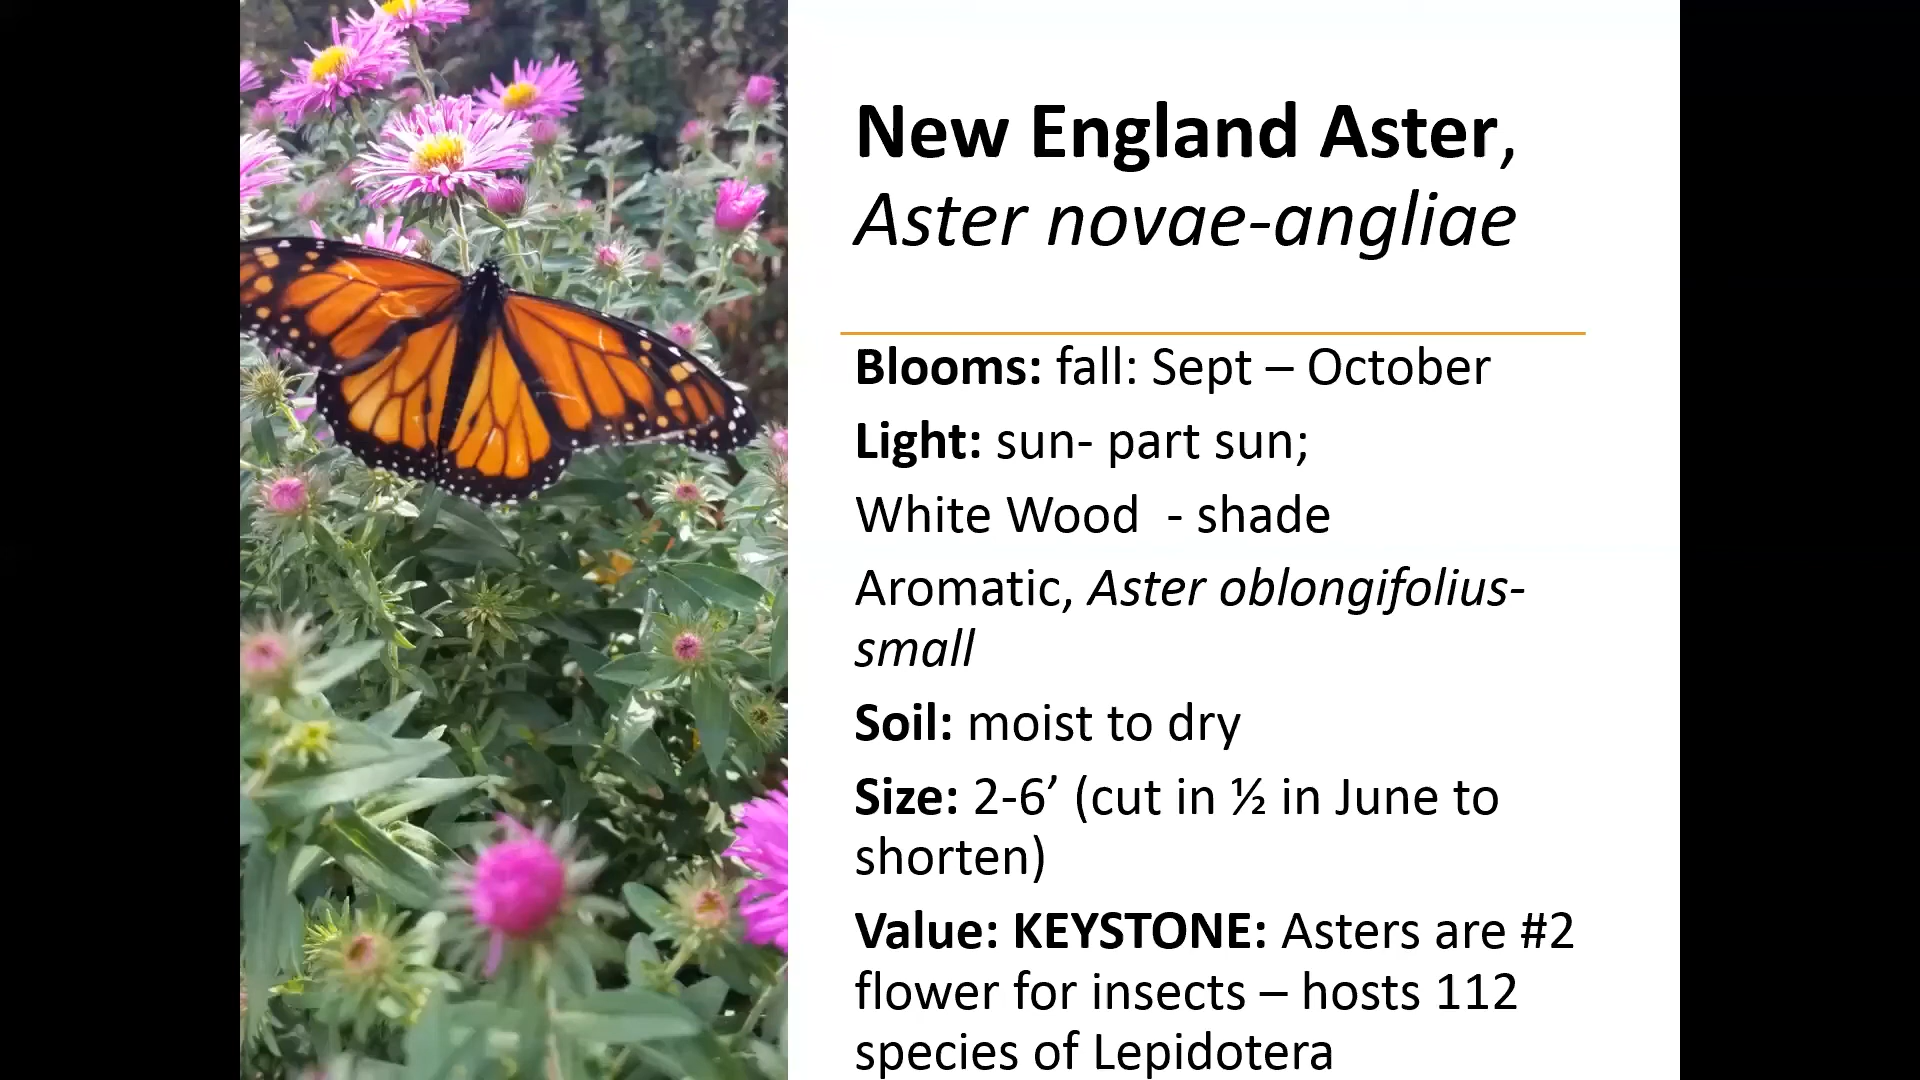 New England Aster,
Aster novae-angliae
Blooms: fall: Sept – October
Light: sun- part sun;
White Wood  - shade
Aromatic, Aster oblongifolius-
small
Soil: moist to dry
Size: 2-6’ (cut in ½ in June to
shorten)
Value: KEYSTONE: Asters are #2
flower for insects – hosts 112
species of Lepidotera